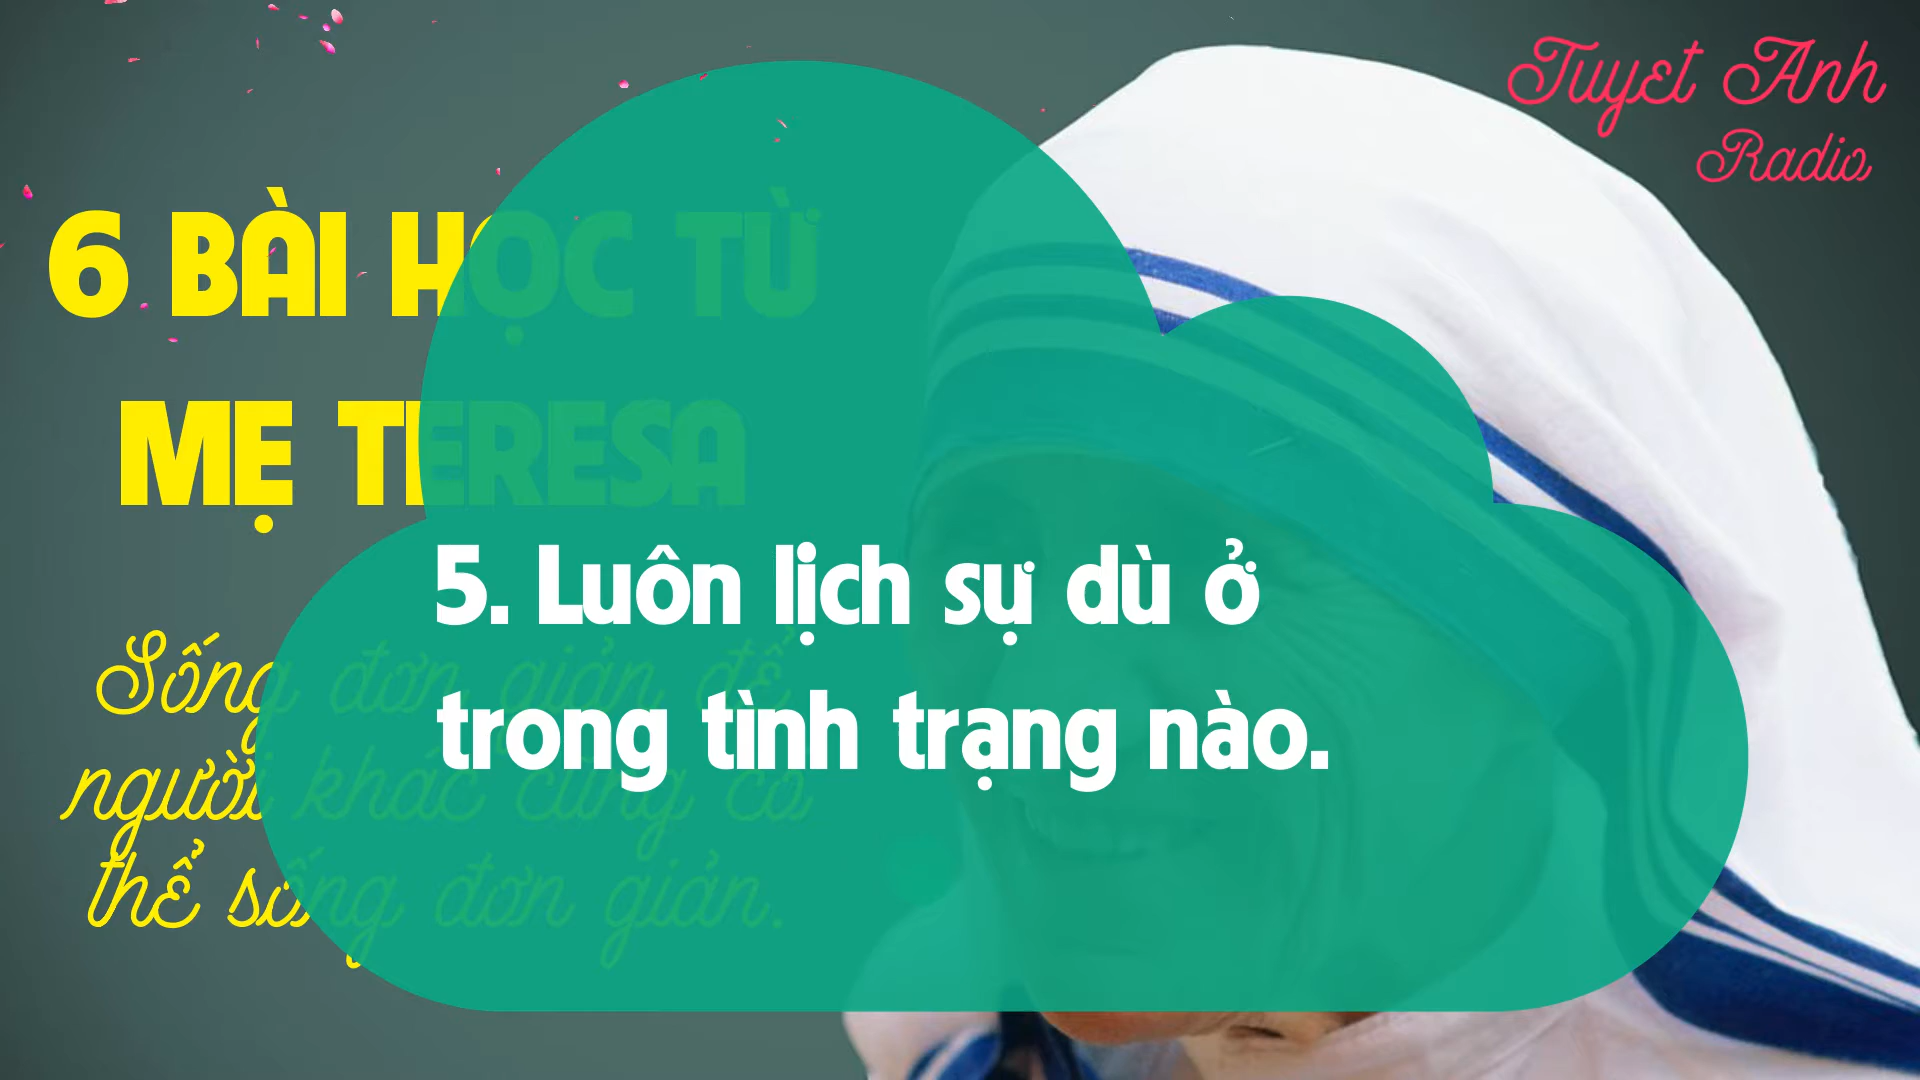 Tuyet Anh
Radio
6 BÀI HỌC TỪ
MẸ TERESA
Sống đơn giản để
người khác cũng có
thể sống đơn giản.
5. Luôn lịch sự dù ở
trong tình trạng nào.